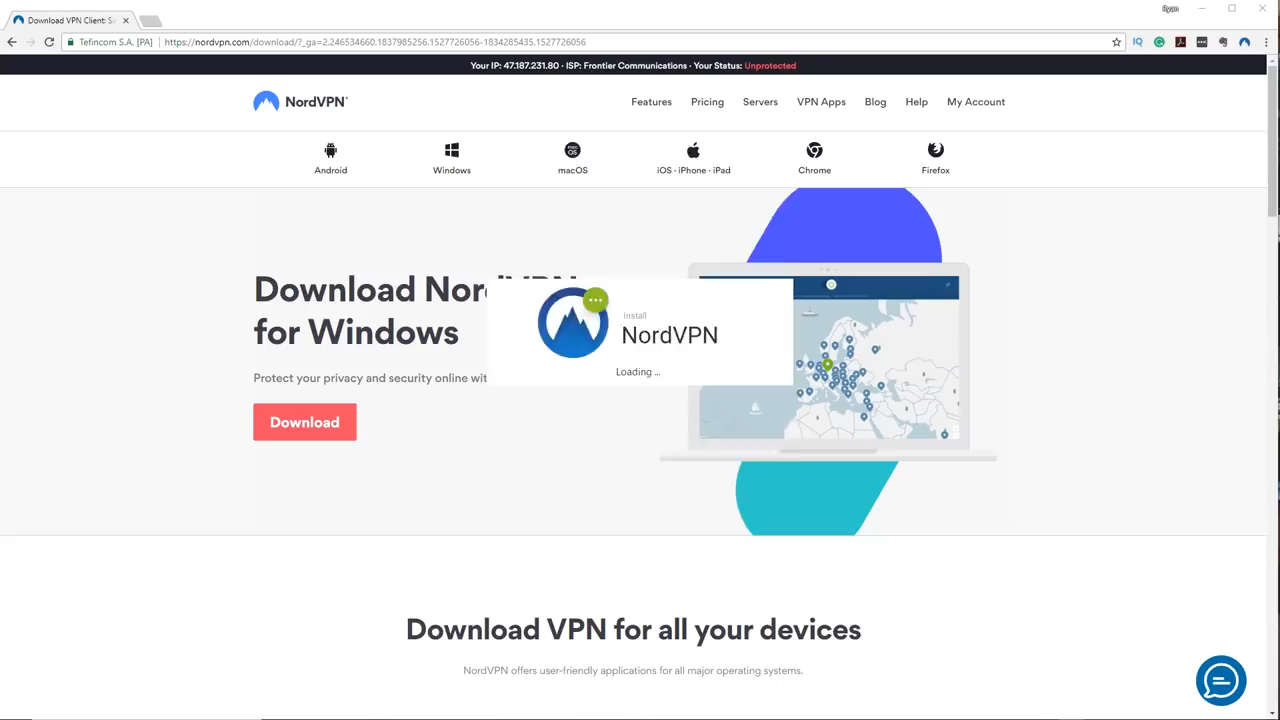 Ryan
Download VPN Client: Si
Tefincom S.A. [PA] https://nordvpn.com/download/?_ga=2.246534660.1837985256.1527726056-1834285435.1527726056
Your IP: 47.187.231.80 · ISP: Frontier Communications · Your Status: Unprotected
NordVPN®
Features Pricing Servers VPN Apps Blog Help My Account
Android Windows macOS iOS · iPhone · iPad Chrome Firefox
Download NordVPN
for Windows
Protect your privacy and security online wit
Download
Install
NordVPN
Loading ...
Download VPN for all your devices
NordVPN offers user-friendly applications for all major operating systems.